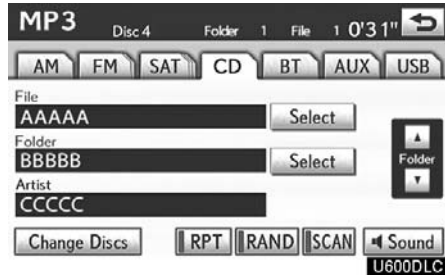 MP3 Disc 4 Folder 1 File 1 0'31"
AM FM SAT CD BT AUX USB
File
AAAAA Select
Folder
BBBBB Select
Folder
Artist
CCCCC
Change Discs RPT RAND SCAN Sound
U600DLC